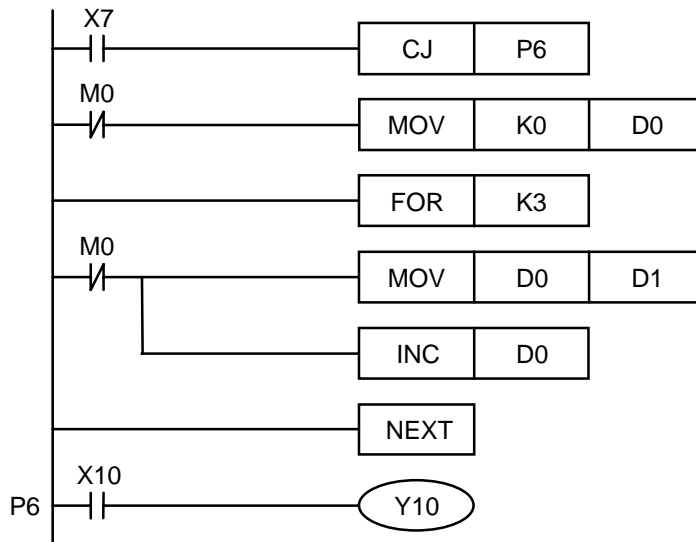 X7
CJ P6
M0
MOV K0 D0
FOR K3
M0
MOV D0 D1
INC D0
NEXT
X10
P6 Y10